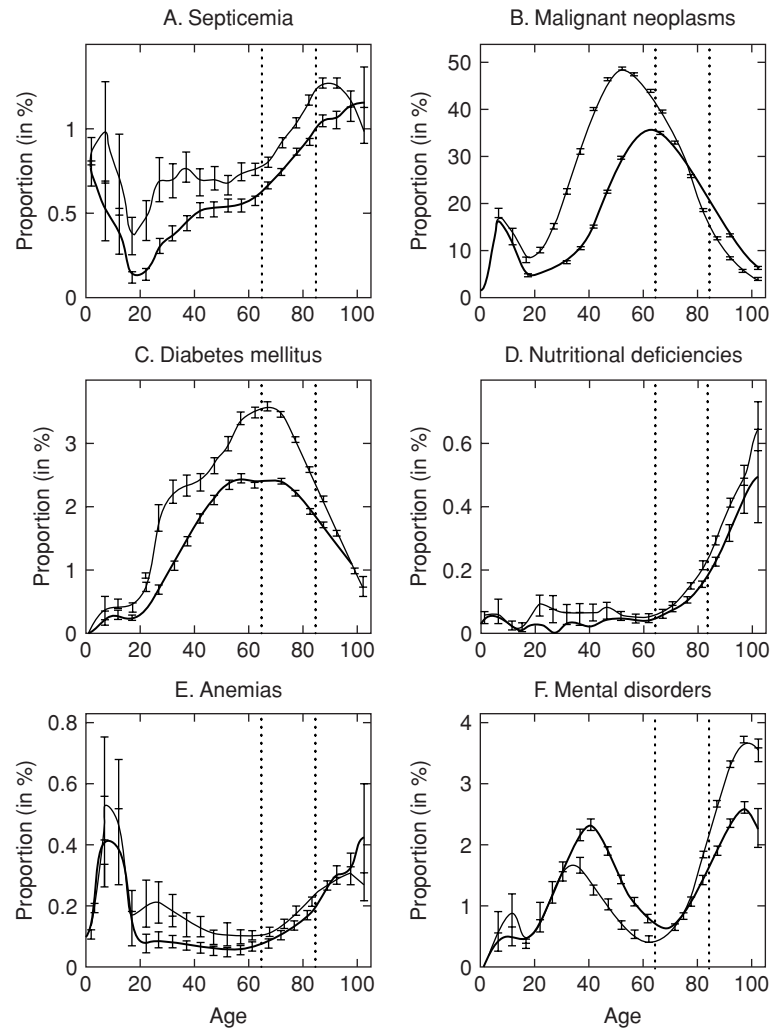 A. Septicemia
Proportion (in %)
1
0.5
0
0 20 40 60 80 100
B. Malignant neoplasms
Proportion (in %)
50
40
30
20
10
0
0 20 40 60 80 100
C. Diabetes mellitus
Proportion (in %)
3
2
1
0
0 20 40 60 80 100
D. Nutritional deficiencies
Proportion (in %)
0.6
0.4
0.2
0
0 20 40 60 80 100
E. Anemias
Proportion (in %)
0.8
0.6
0.4
0.2
0
0 20 40 60 80 100
Age
F. Mental disorders
Proportion (in %)
4
3
2
1
0
0 20 40 60 80 100
Age